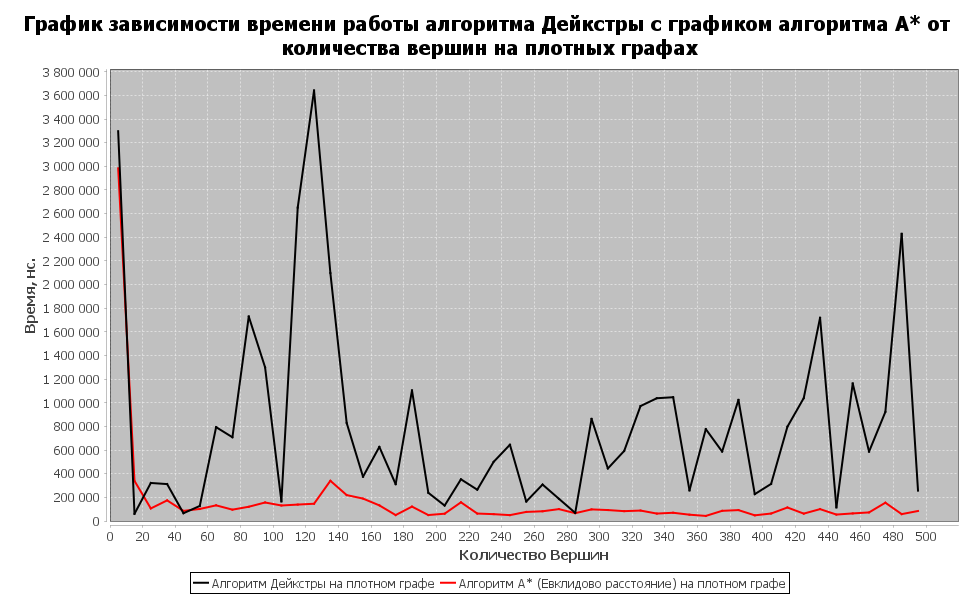 График зависимости времени работы алгоритма Дейкстры с графиком алгоритма A* от
количества вершин на плотных графах
3 800 000
3 600 000
3 400 000
3 200 000
3 000 000
2 800 000
2 600 000
2 400 000
2 200 000
2 000 000
1 800 000
1 600 000
1 400 000
1 200 000
1 000 000
800 000
600 000
400 000
200 000
0
Время, нс.
0 20 40 60 80 100 120 140 160 180 200 220 240 260 280 300 320 340 360 380 400 420 440 460 480 500
Количество Вершин
Алгоритм Дейкстры на плотном графе Алгоритм A* (Евклидово расстояние) на плотном графе